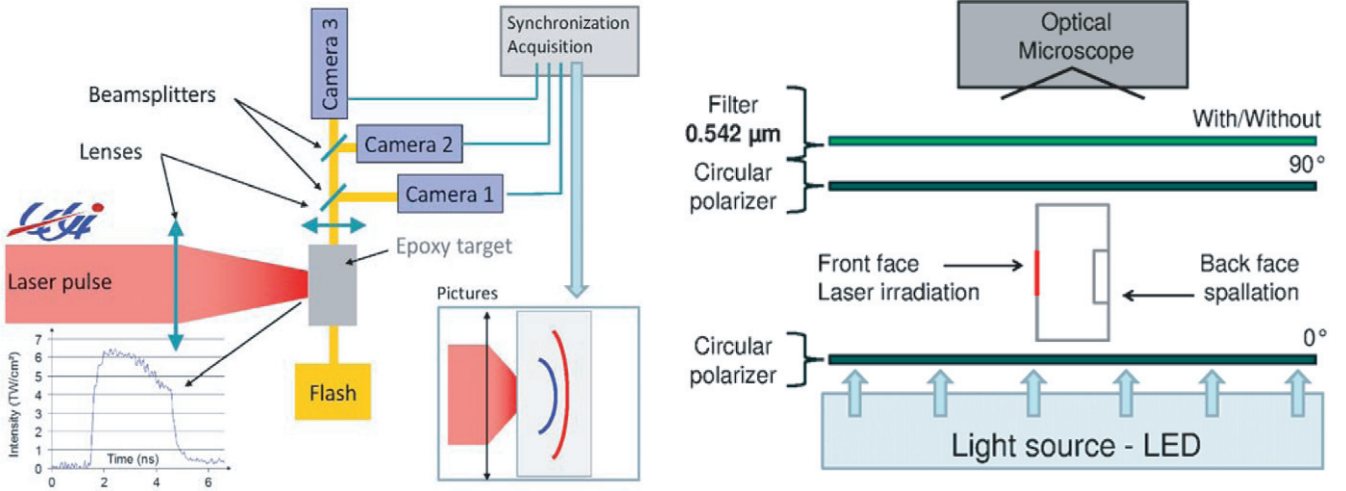 Camera 3
Synchronization
Acquisition
Beamsplitters
Camera 2
Lenses
Camera 1
Epoxy target
Laser pulse
Pictures
Flash
Intensity (TW/cm²)
7
6
5
4
3
2
1
0
Time (ns)
0
2
4
6
Optical
Microscope
Filter
0.542 µm
With/Without
Circular
polarizer
90°
Front face
Laser irradiation
Back face
spallation
Circular
polarizer
0°
Light source - LED